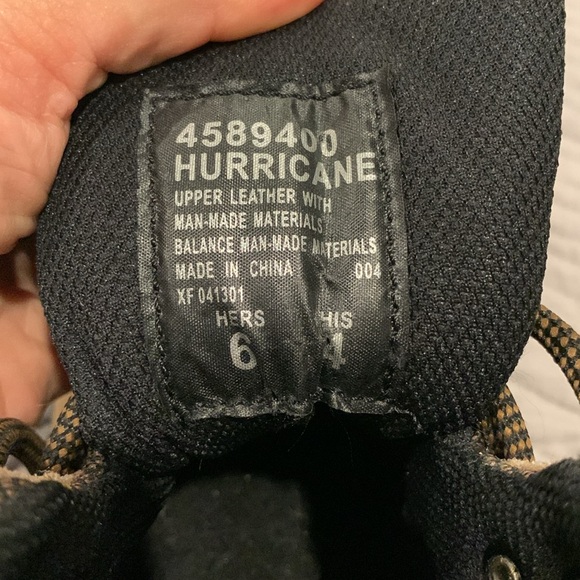 4589400
HURRICANE
UPPER LEATHER WITH
MAN-MADE MATERIALS
BALANCE MAN-MADE MATERIALS
MADE IN CHINA 004
XF 041301
HERS HIS
6 4